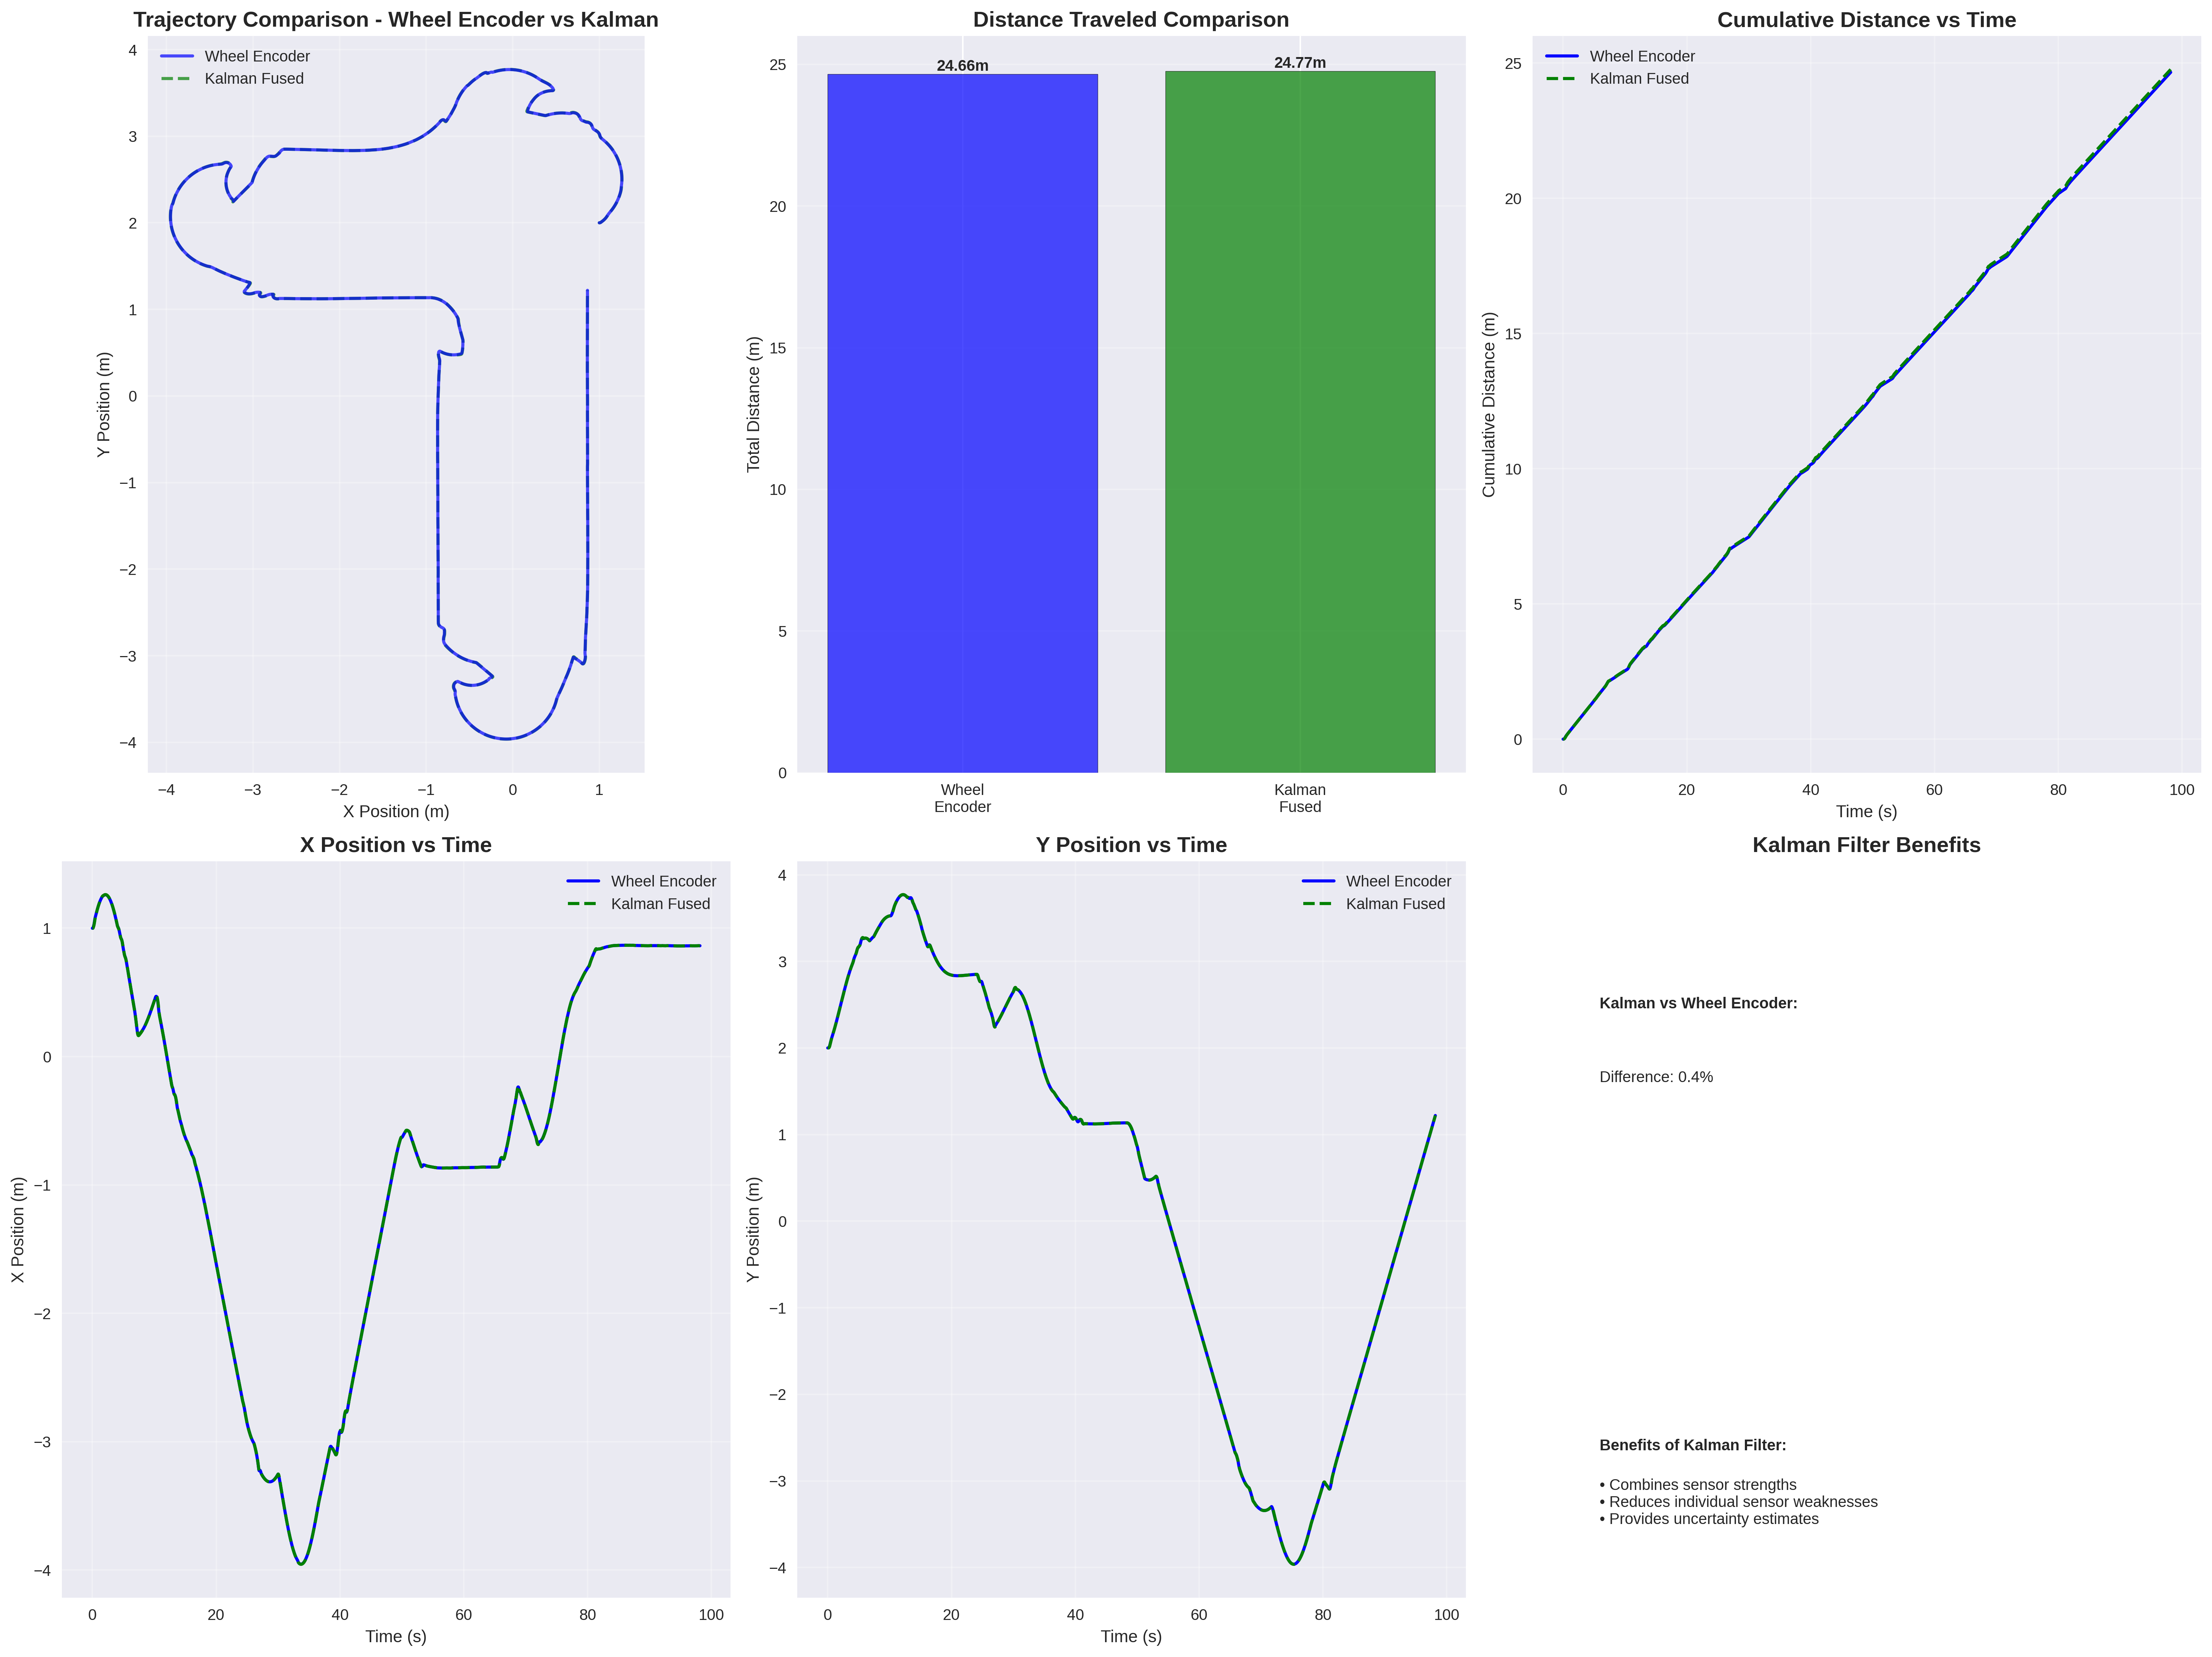 Trajectory Comparison - Wheel Encoder vs Kalman
Wheel Encoder
Kalman Fused
4
3
2
1
0
−1
−2
−3
−4
Y Position (m)
−4
−3
−2
−1
0
1
X Position (m)
Distance Traveled Comparison
24.66m
24.77m
25
20
15
10
5
0
Total Distance (m)
Wheel
Encoder
Kalman
Fused
Cumulative Distance vs Time
Wheel Encoder
Kalman Fused
25
20
15
10
5
0
Cumulative Distance (m)
0
20
40
60
80
100
Time (s)
X Position vs Time
Wheel Encoder
Kalman Fused
1
0
−1
−2
−3
−4
X Position (m)
0
20
40
60
80
100
Time (s)
Y Position vs Time
Wheel Encoder
Kalman Fused
4
3
2
1
0
−1
−2
−3
−4
Y Position (m)
0
20
40
60
80
100
Time (s)
Kalman Filter Benefits
Kalman vs Wheel Encoder:
Difference: 0.4%
Benefits of Kalman Filter:
• Combines sensor strengths
• Reduces individual sensor weaknesses
• Provides uncertainty estimates